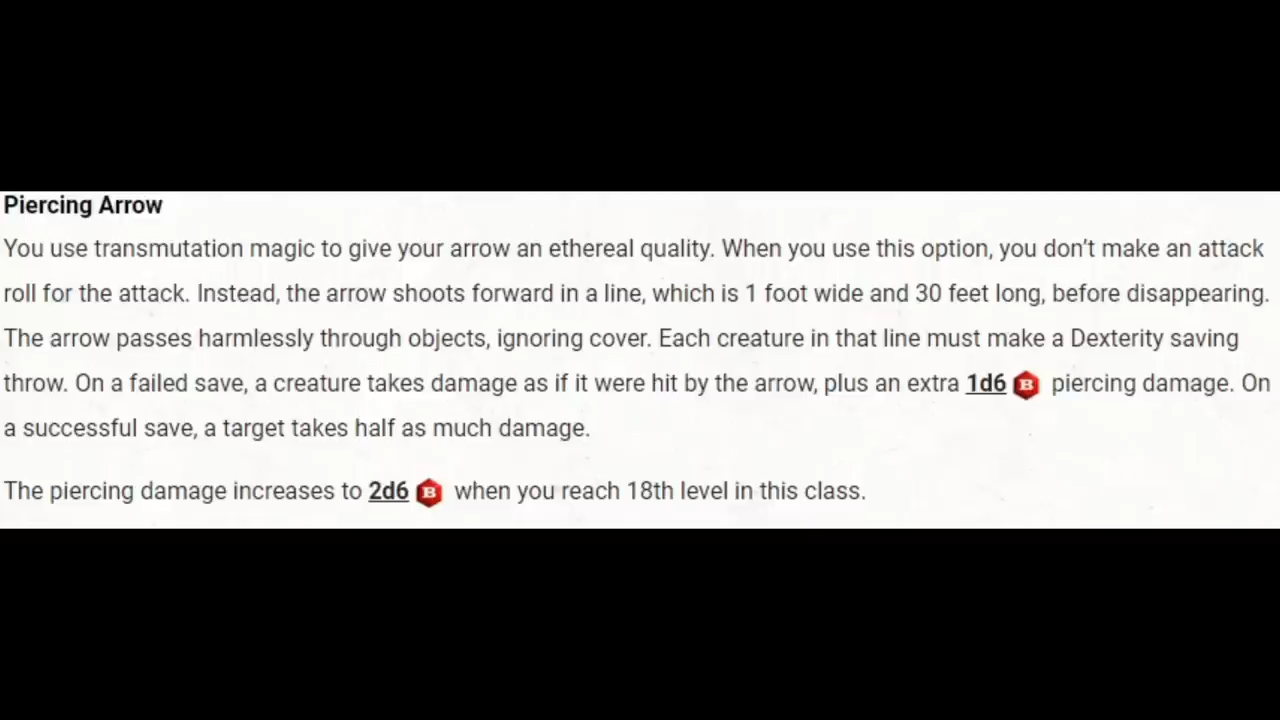 Piercing Arrow
You use transmutation magic to give your arrow an ethereal quality. When you use this option, you don’t make an attack
roll for the attack. Instead, the arrow shoots forward in a line, which is 1 foot wide and 30 feet long, before disappearing.
The arrow passes harmlessly through objects, ignoring cover. Each creature in that line must make a Dexterity saving
throw. On a failed save, a creature takes damage as if it were hit by the arrow, plus an extra 1d6 B piercing damage. On
a successful save, a target takes half as much damage.
The piercing damage increases to 2d6 B when you reach 18th level in this class.